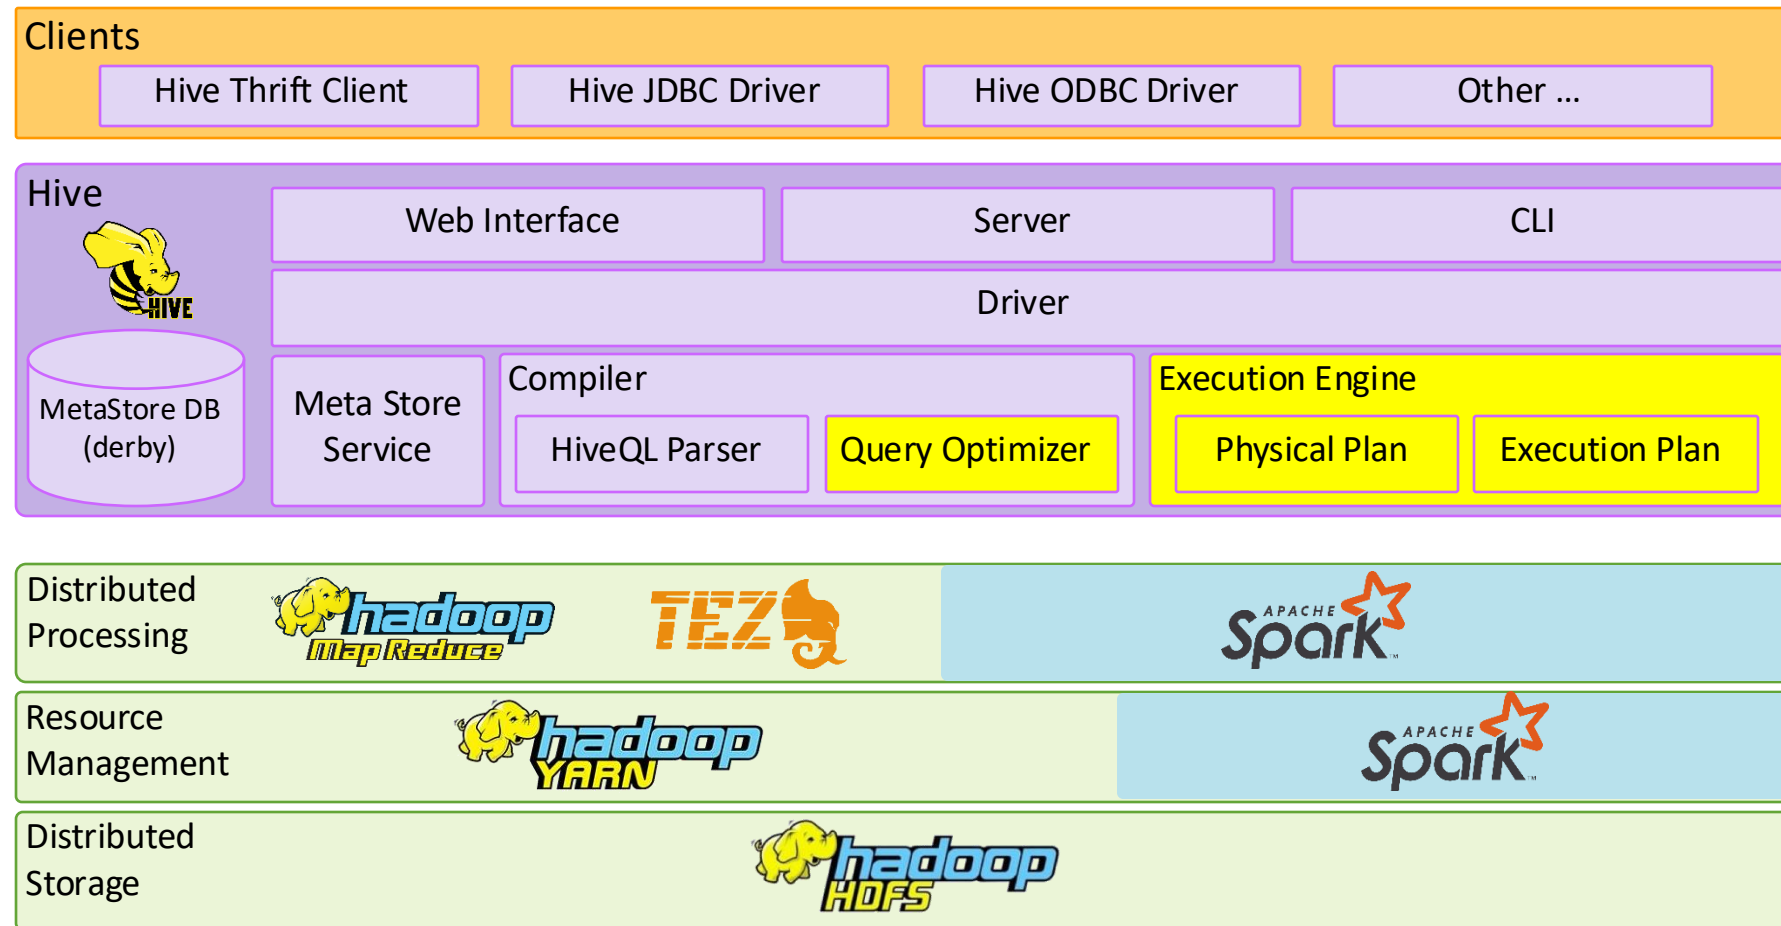 Clients
Hive Thrift Client
Hive JDBC Driver
Hive ODBC Driver
Other ...
Hive
HIVE
Web Interface
Server
CLI
Driver
MetaStore DB
(derby)
Meta Store
Service
Compiler
HiveQL Parser
Query Optimizer
Execution Engine
Physical Plan
Execution Plan
Distributed
Processing
hadoop
Map Reduce
TEZ
APACHE
Spark™
Resource
Management
hadoop
YARN
APACHE
Spark™
Distributed
Storage
hadoop
HDFS